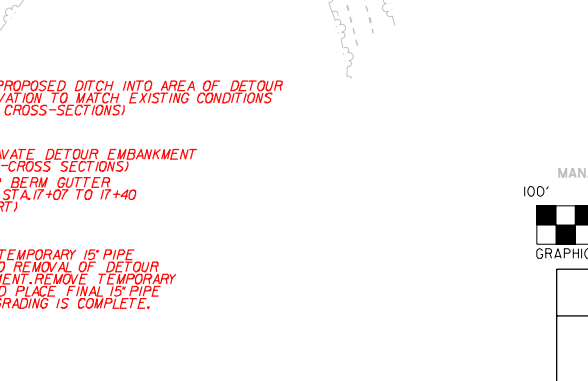 PROPOSED DITCH INTO AREA OF DETOUR
VATION TO MATCH EXISTING CONDITIONS
CROSS-SECTIONS)
AVATE DETOUR EMBANKMENT
-CROSS SECTIONS)
BERM GUTTER
STA.17+07 TO 17+40
RT)
MANA
100'
GRAPHIC
TEMPORARY 15" PIPE
REMOVAL OF DETOUR
MENT.REMOVE TEMPORARY
PLACE FINAL 15" PIPE
GRADING IS COMPLETE.